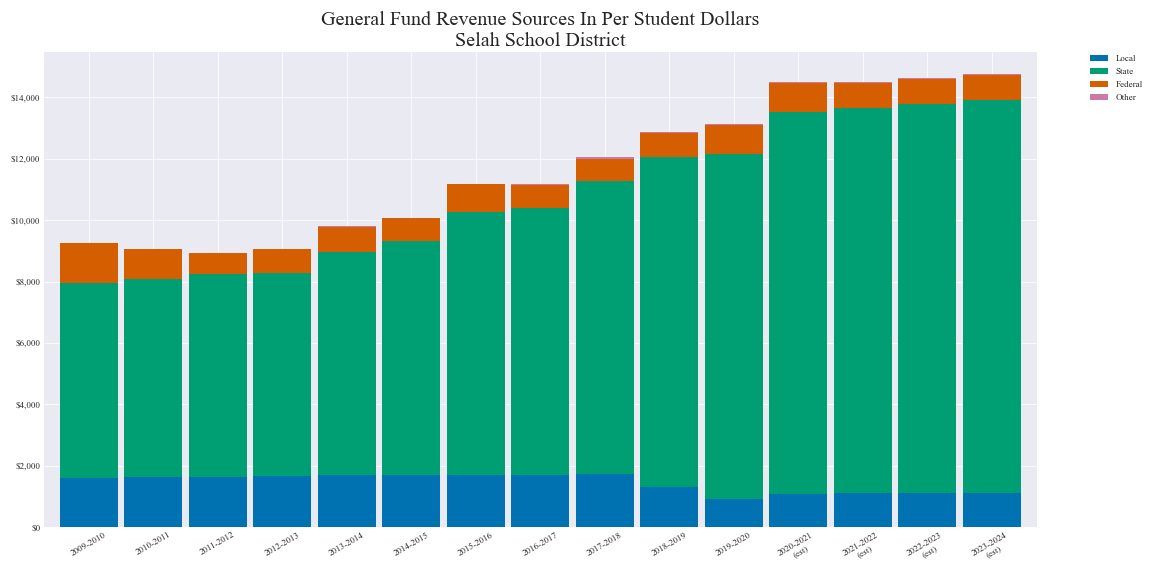 General Fund Revenue Sources In Per Student Dollars
Selah School District
Local
State
Federal
Other
$14,000
$12,000
$10,000
$8,000
$6,000
$4,000
$2,000
$0
2009-2010
2010-2011
2011-2012
2012-2013
2013-2014
2014-2015
2015-2016
2016-2017
2017-2018
2018-2019
2019-2020
2020-2021
(est)
2021-2022
(est)
2022-2023
(est)
2023-2024
(est)